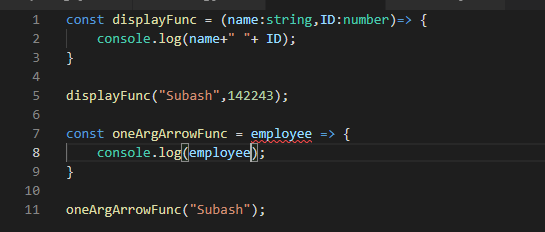 1 const displayFunc = (name:string,ID:number)=> {
2 console.log(name+" "+ ID);
3 }
4
5 displayFunc("Subash",142243);
6
7 const oneArgArrowFunc = employee => {
8 console.log(employee);
9 }
10
11 oneArgArrowFunc("Subash");